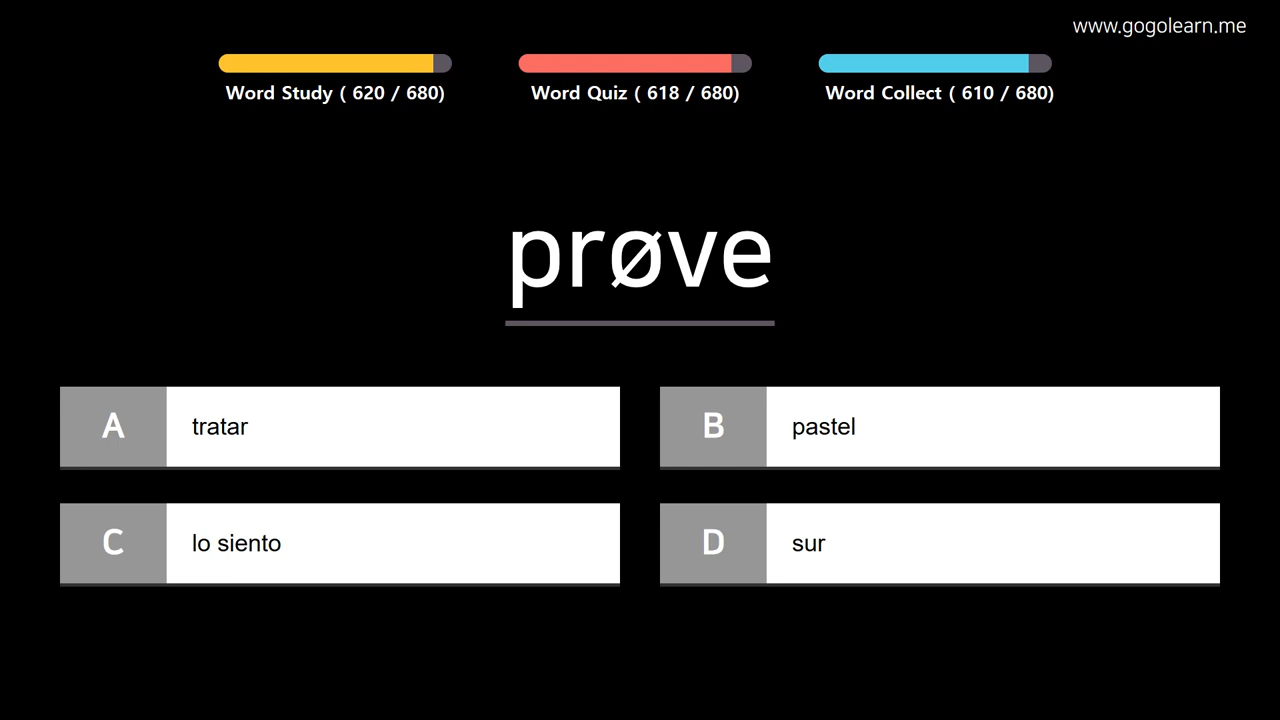 www.gogolearn.me
Word Study ( 620 / 680)
Word Quiz ( 618 / 680)
Word Collect ( 610 / 680)
prøve
A tratar
B pastel
C lo siento
D sur